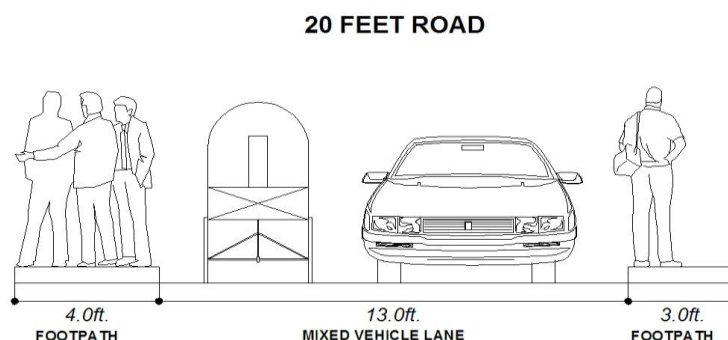 20 FEET ROAD
4.0ft. 13.0ft. 3.0ft.
FOOTPATH MIXED VEHICLE LANE FOOTPATH